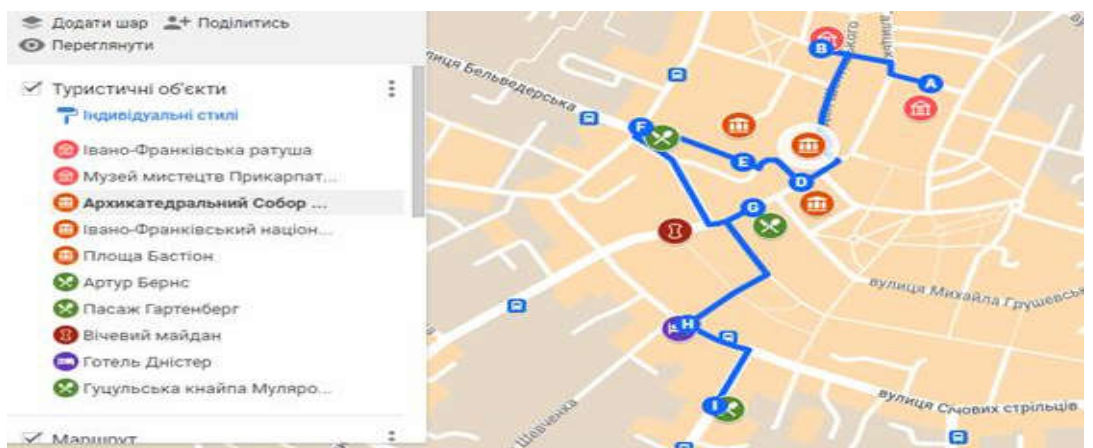 Додати шар Поділитись
Переглянути
Туристичні об'єкти
Індивідуальні стилі
Івано-Франківська ратуша
Музей мистецтв Прикарпат...
Архикатедральний Собор ...
Івано-Франківський націон...
Площа Бастіон
Артур Бернс
Пасаж Гартенберг
Вічевий майдан
Готель Дністер
Гуцульська кнайпа Муляро...
Маршрут
вулиця Бельведерська
B
A
F
E
D
G
вулиця Михайла Грушевсь
H
I
вулиця Січових стрільців
Шевченка